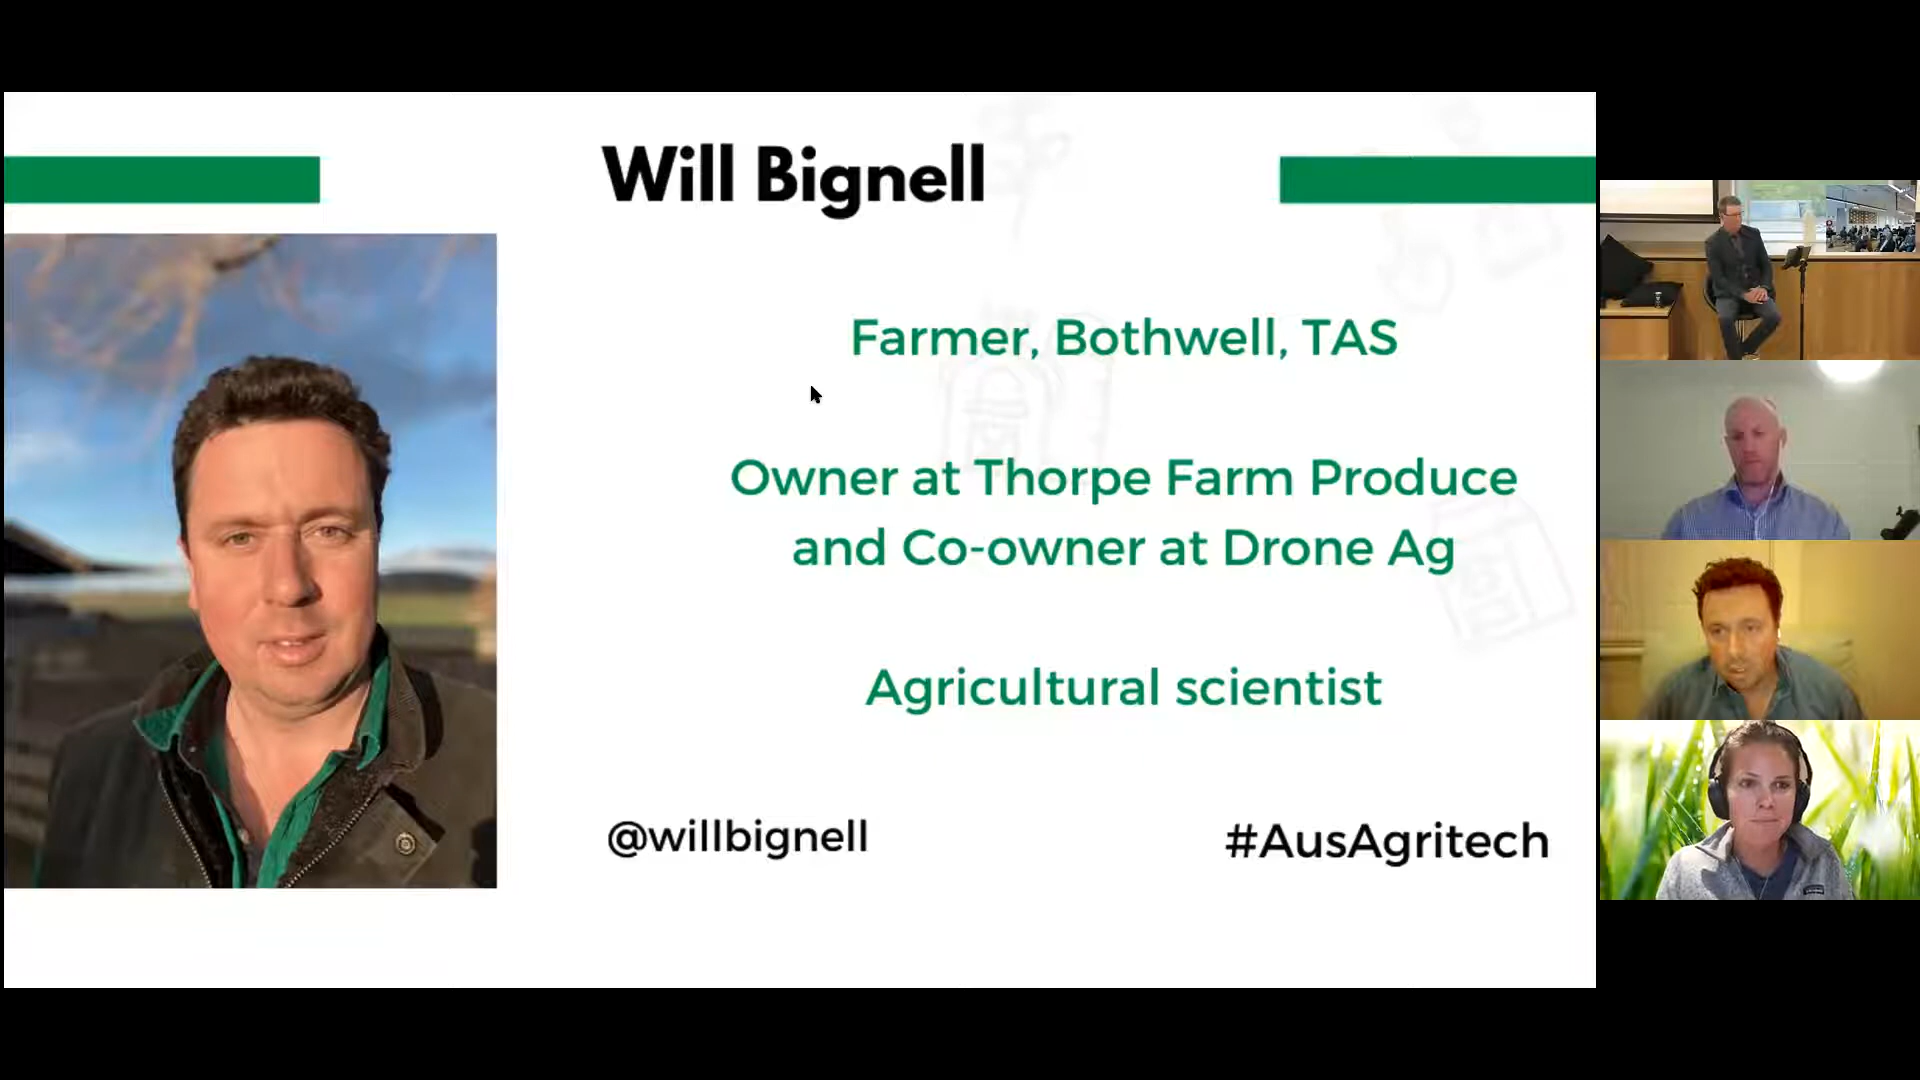 Will Bignell
Farmer, Bothwell, TAS
Owner at Thorpe Farm Produce
and Co-owner at Drone Ag
Agricultural scientist
@willbignell
#AusAgritech